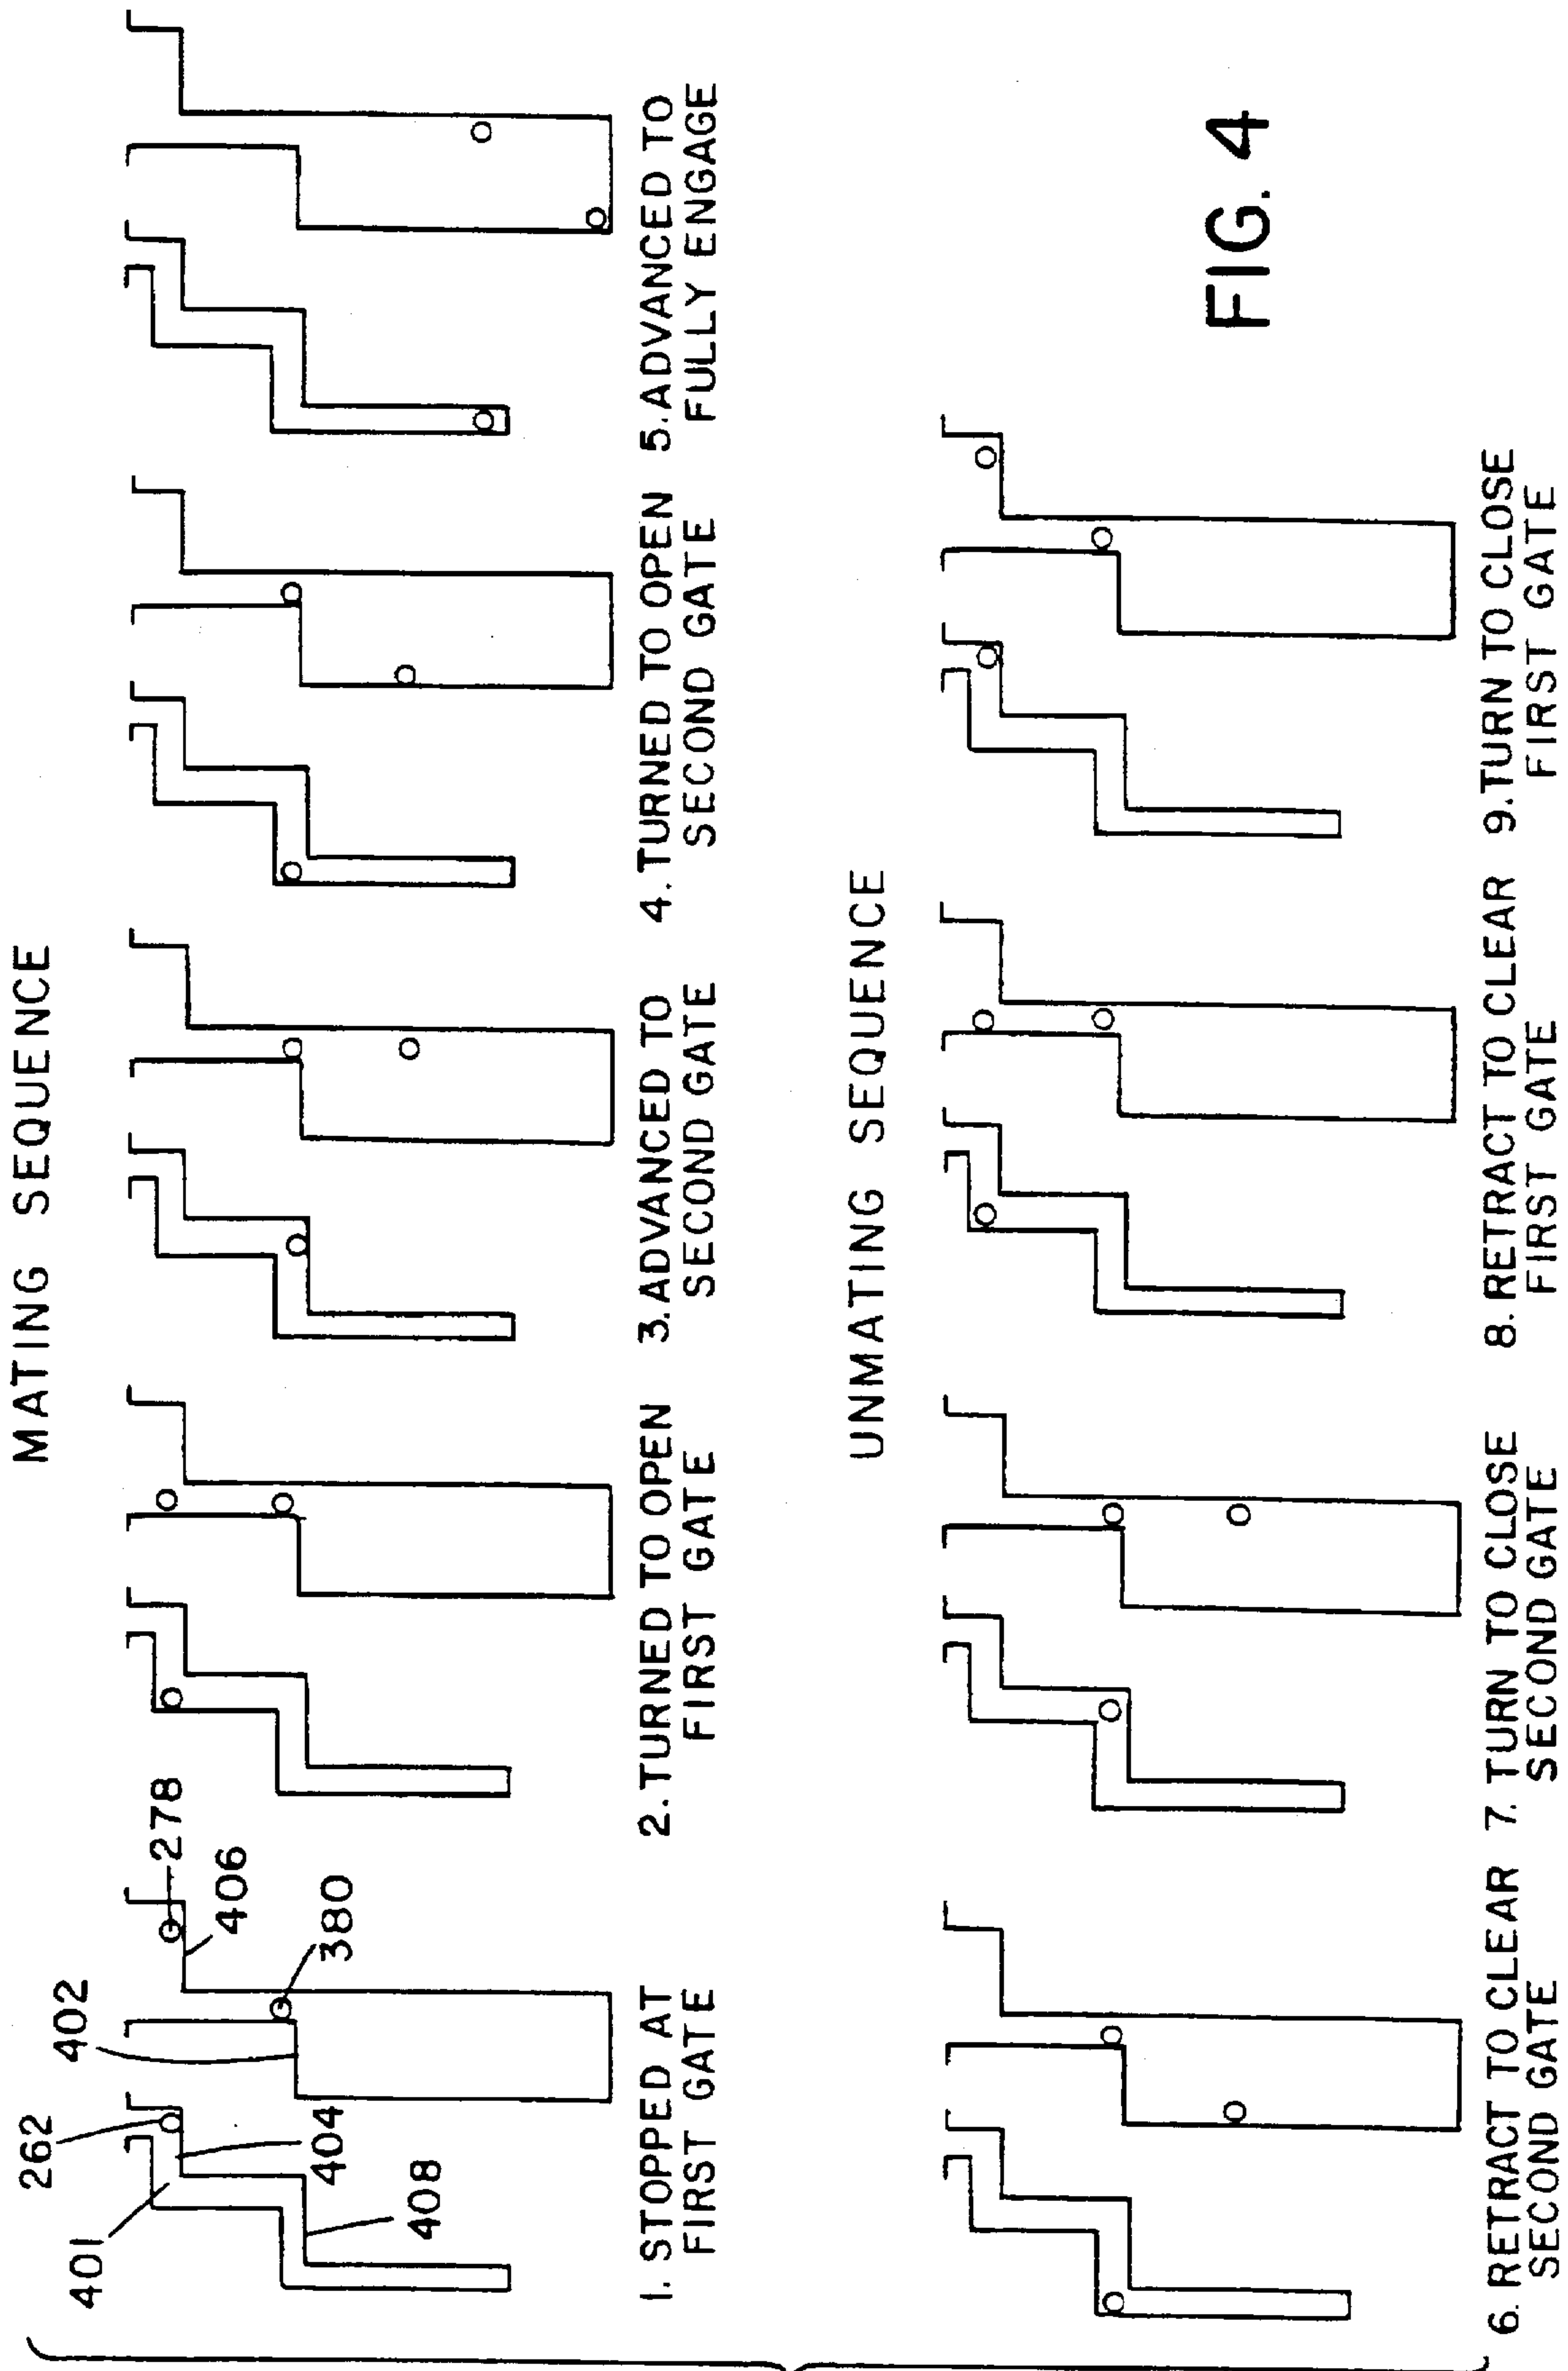 MATING SEQUENCE
262
401
404
408
402
278
406
380
1. STOPPED AT
FIRST GATE
2. TURNED TO OPEN
FIRST GATE
3. ADVANCED TO
SECOND GATE
4. TURNED TO OPEN
SECOND GATE
5. ADVANCED TO
FULLY ENGAGE
UNMATING SEQUENCE
6. RETRACT TO CLEAR
SECOND GATE
7. TURN TO CLOSE
SECOND GATE
8. RETRACT TO CLEAR
FIRST GATE
9. TURN TO CLOSE
FIRST GATE
FIG. 4